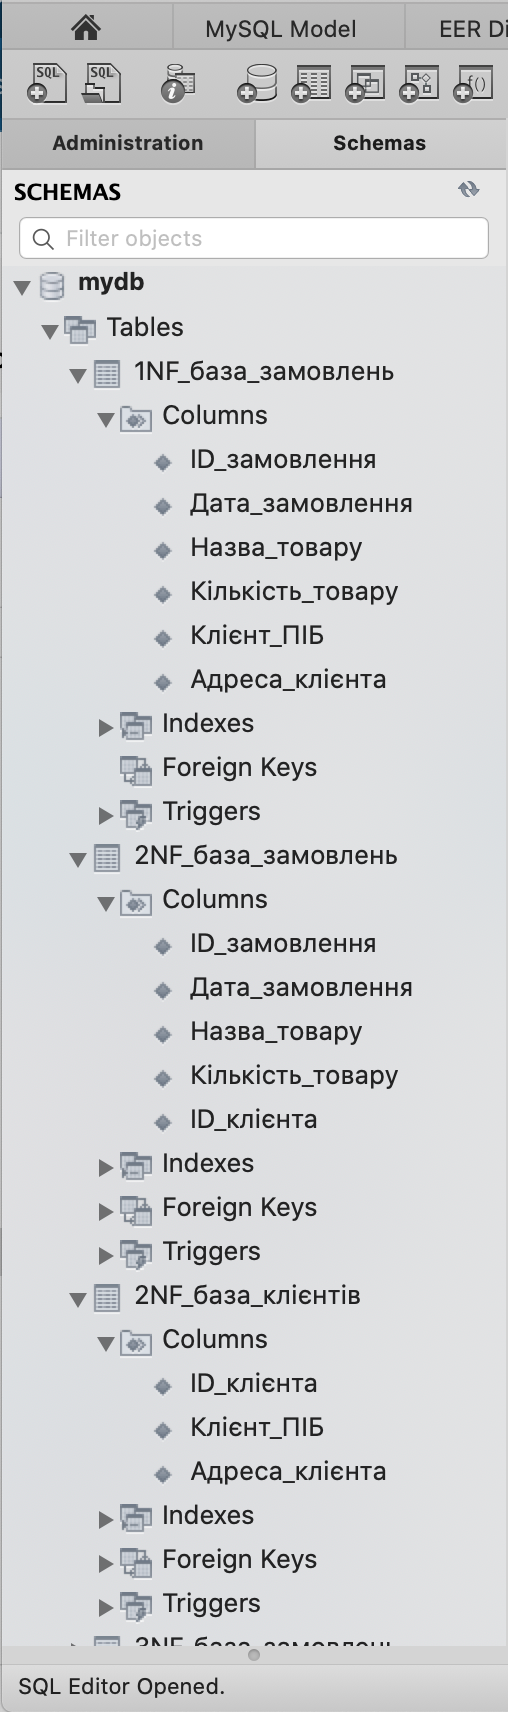 MySQL Model
EER Di
SQL
SQL
f()
Administration
Schemas
SCHEMAS
Filter objects
mydb
Tables
1NF_база_замовлень
Columns
ID_замовлення
Дата_замовлення
Назва_товару
Кількість_товару
Клієнт_ПІБ
Адреса_клієнта
Indexes
Foreign Keys
Triggers
2NF_база_замовлень
Columns
ID_замовлення
Дата_замовлення
Назва_товару
Кількість_товару
ID_клієнта
Indexes
Foreign Keys
Triggers
2NF_база_клієнтів
Columns
ID_клієнта
Клієнт_ПІБ
Адреса_клієнта
Indexes
Foreign Keys
Triggers
3NF_база_замовлень
SQL Editor Opened.